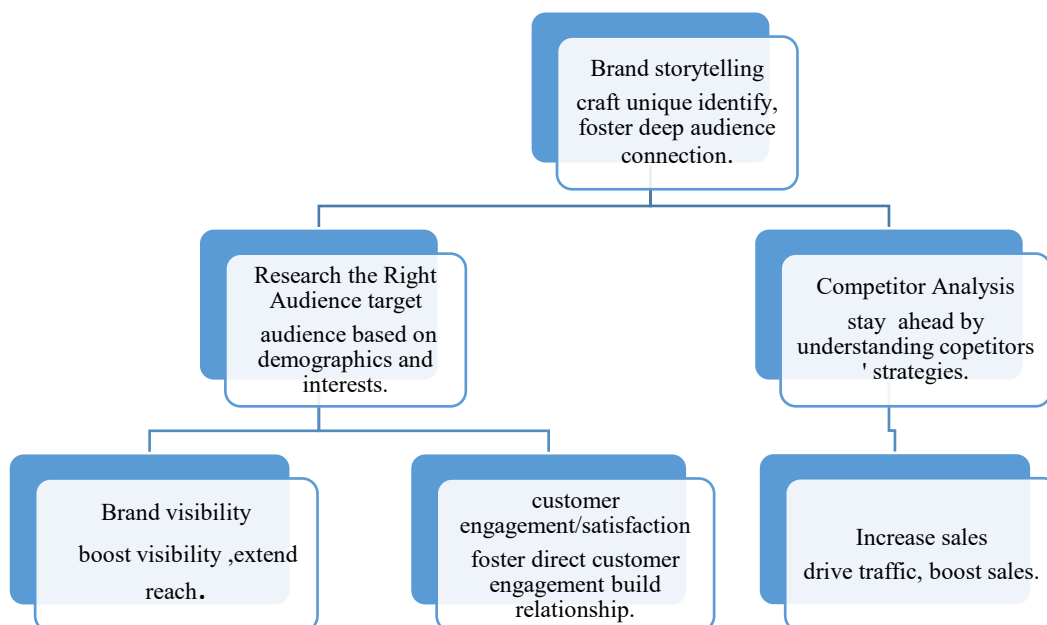 Brand storytelling
craft unique identify,
foster deep audience
connection.
Research the Right
Audience target
audience based on
demographics and
interests.
Competitor Analysis
stay ahead by
understanding copetitors
' strategies.
Brand visibility
boost visibility ,extend
reach.
customer
engagement/satisfaction
foster direct customer
engagement build
relationship.
Increase sales
drive traffic, boost sales.